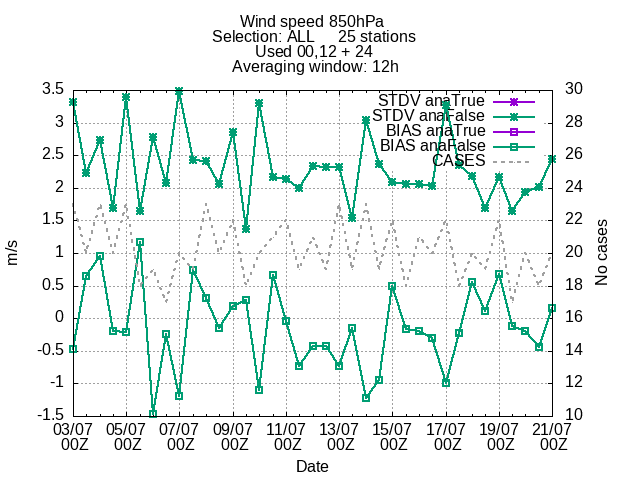 Wind speed 850hPa
Selection: ALL 25 stations
Used 00,12 + 24
Averaging window: 12h
3.5
3
2.5
2
1.5
1
0.5
0
-0.5
-1
-1.5
m/s
STDV anaTrue
STDV anaFalse
BIAS anaTrue
BIAS anaFalse
CASES
30
28
26
24
22
20
18
16
14
12
10
No cases
03/07 05/07 07/07 09/07 11/07 13/07 15/07 17/07 19/07 21/07
00Z 00Z 00Z 00Z 00Z 00Z 00Z 00Z 00Z 00Z
Date